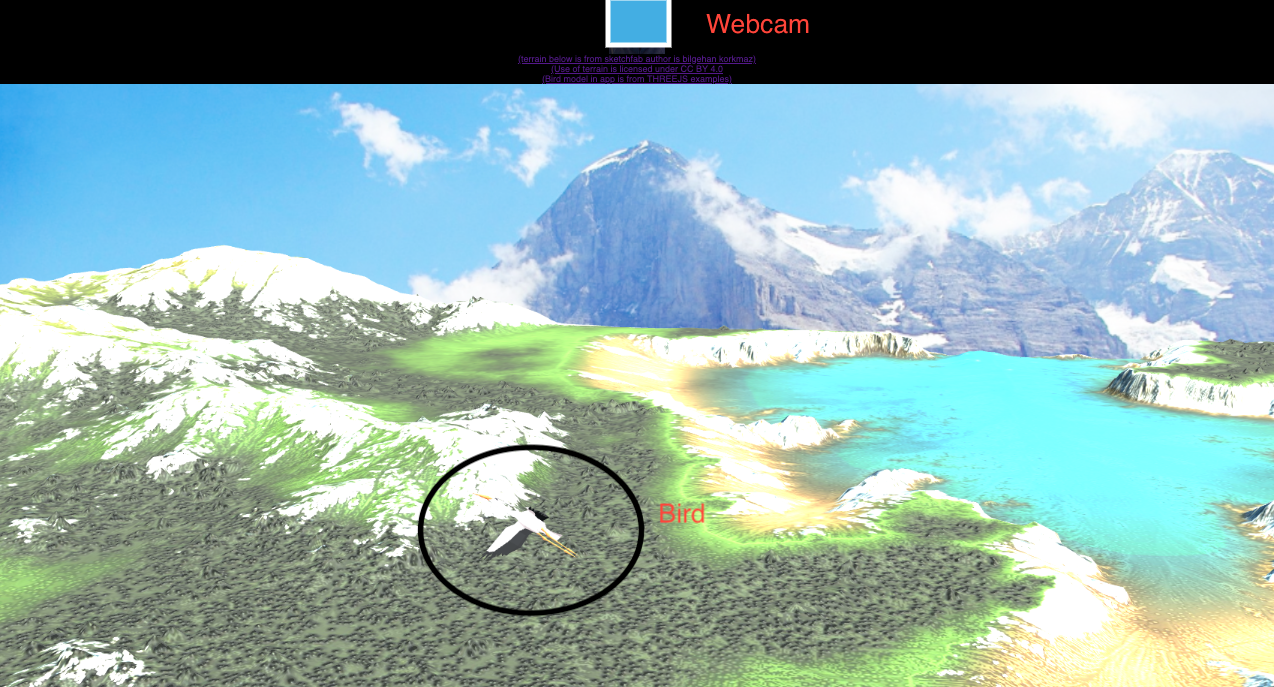 Webcam
(terrain below is from sketchfab author is bilgehan korkmaz)
(Use of terrain is licensed under CC BY 4.0
(Bird model in app is from THREEJS examples)
Bird